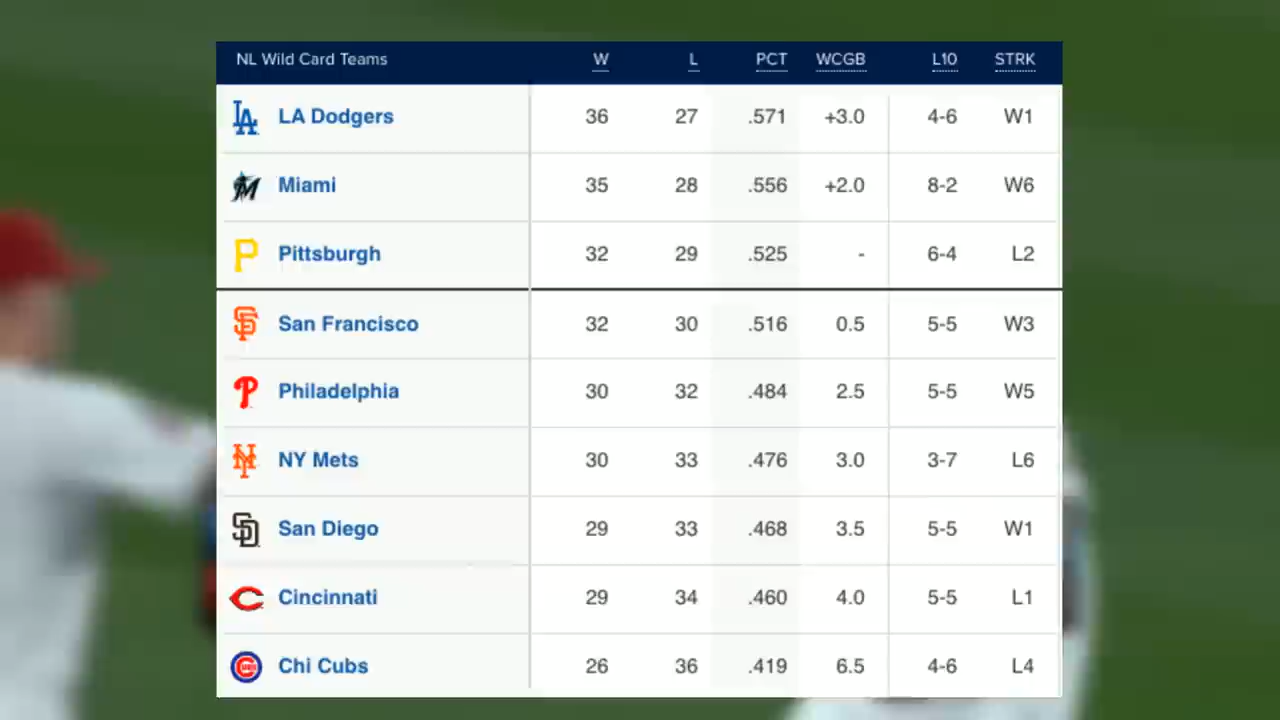 NL Wild Card Teams W L PCT WCGB L10 STRK
LA Dodgers 36 27 .571 +3.0 4-6 W1
Miami 35 28 .556 +2.0 8-2 W6
Pittsburgh 32 29 .525 - 6-4 L2
San Francisco 32 30 .516 0.5 5-5 W3
Philadelphia 30 32 .484 2.5 5-5 W5
NY Mets 30 33 .476 3.0 3-7 L6
San Diego 29 33 .468 3.5 5-5 W1
Cincinnati 29 34 .460 4.0 5-5 L1
Chi Cubs 26 36 .419 6.5 4-6 L4